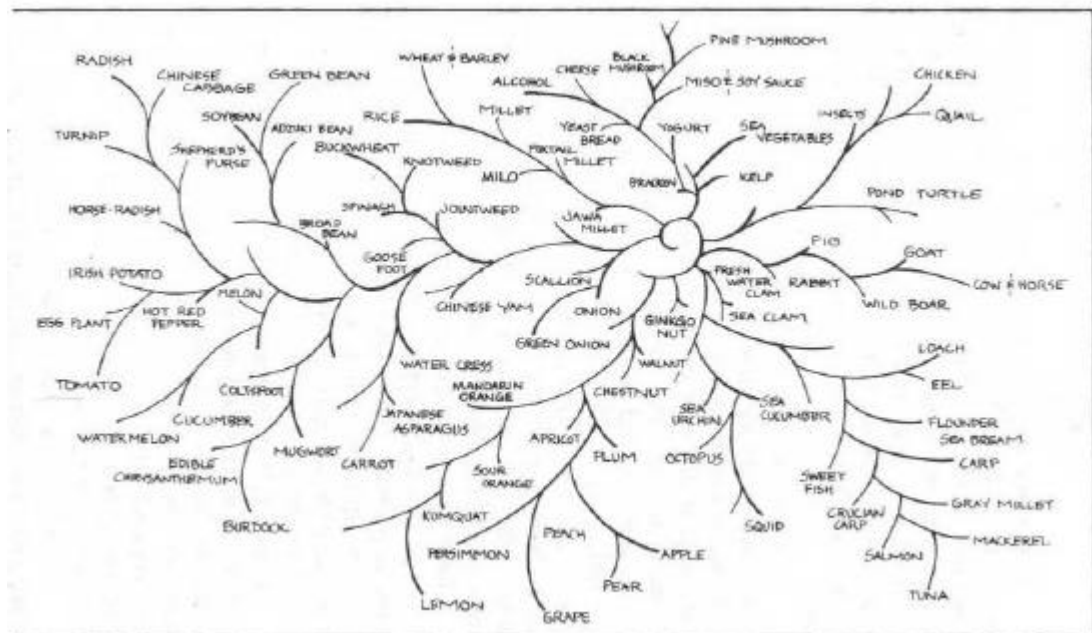 RADISH
CHINESE
CABBAGE
GREEN BEAN
TURNIP
SOYBEAN
ADZUKI BEAN
SHEPHERD'S
PURSE
HORSE-RADISH
BROAD
BEAN
IRISH POTATO
MELON
HOT RED
PEPPER
EGG PLANT
TOMATO
WATERMELON
CUCUMBER
COLTSFOOT
EDIBLE
CHRYSANTHEMUM
BURDOCK
MUGWORT
CARROT
JAPANESE
ASPARAGUS
WATER CRESS
BUCKWHEAT
KNOTWEED
SPINASH
JOINTWEED
GOOSE
FOOT
CHINESE YAM
WHEAT & BARLEY
RICE
MILLET
FOXTAIL
MILLET
MILO
JAWA
MILLET
ALCOHOL
CHEESE
BLACK
MUSHROOM
PINE MUSHROOM
MISO & SOY SAUCE
YEAST
BREAD
YOGURT
BRACKEN
SEA
VEGETABLES
KELP
INSECTS
CHICKEN
QUAIL
POND TURTLE
PIG
RABBIT
GOAT
COW & HORSE
WILD BOAR
FRESH
WATER
CLAM
SEA CLAM
SCALLION
ONION
GREEN ONION
GINKGO
NUT
WALNUT
CHESTNUT
MANDARIN
ORANGE
APRICOT
PLUM
SOUR
ORANGE
KUMQUAT
LEMON
PERSIMMON
PEACH
GRAPE
PEAR
APPLE
SEA
URCHIN
OCTOPUS
SQUID
SEA
CUCUMBER
LOACH
EEL
FLOUNDER
SEA BREAM
CARP
SWEET
FISH
CRUCIAN
CARP
GRAY MULLET
SALMON
MACKEREL
TUNA